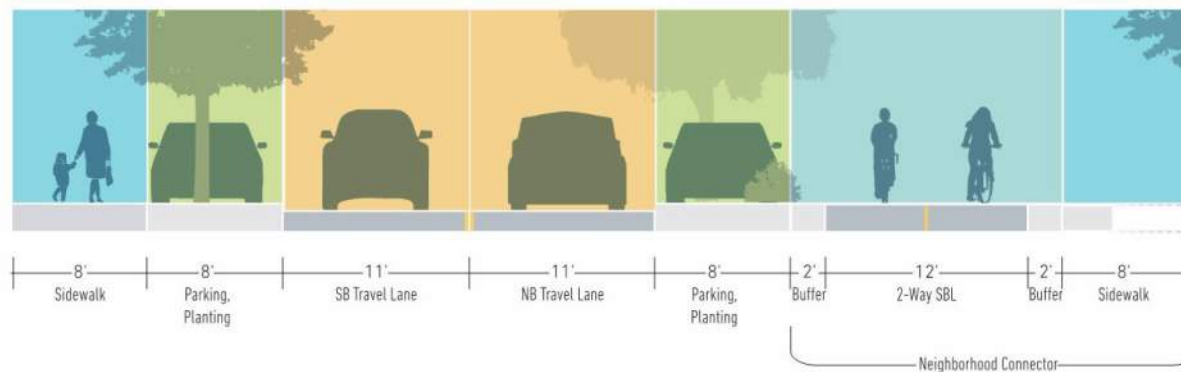 8' 8' 11' 11' 8' 2' 12' 2' 8'
Sidewalk Parking, SB Travel Lane NB Travel Lane Parking, Buffer 2-Way SBL Buffer Sidewalk
Planting Planting
Neighborhood Connector